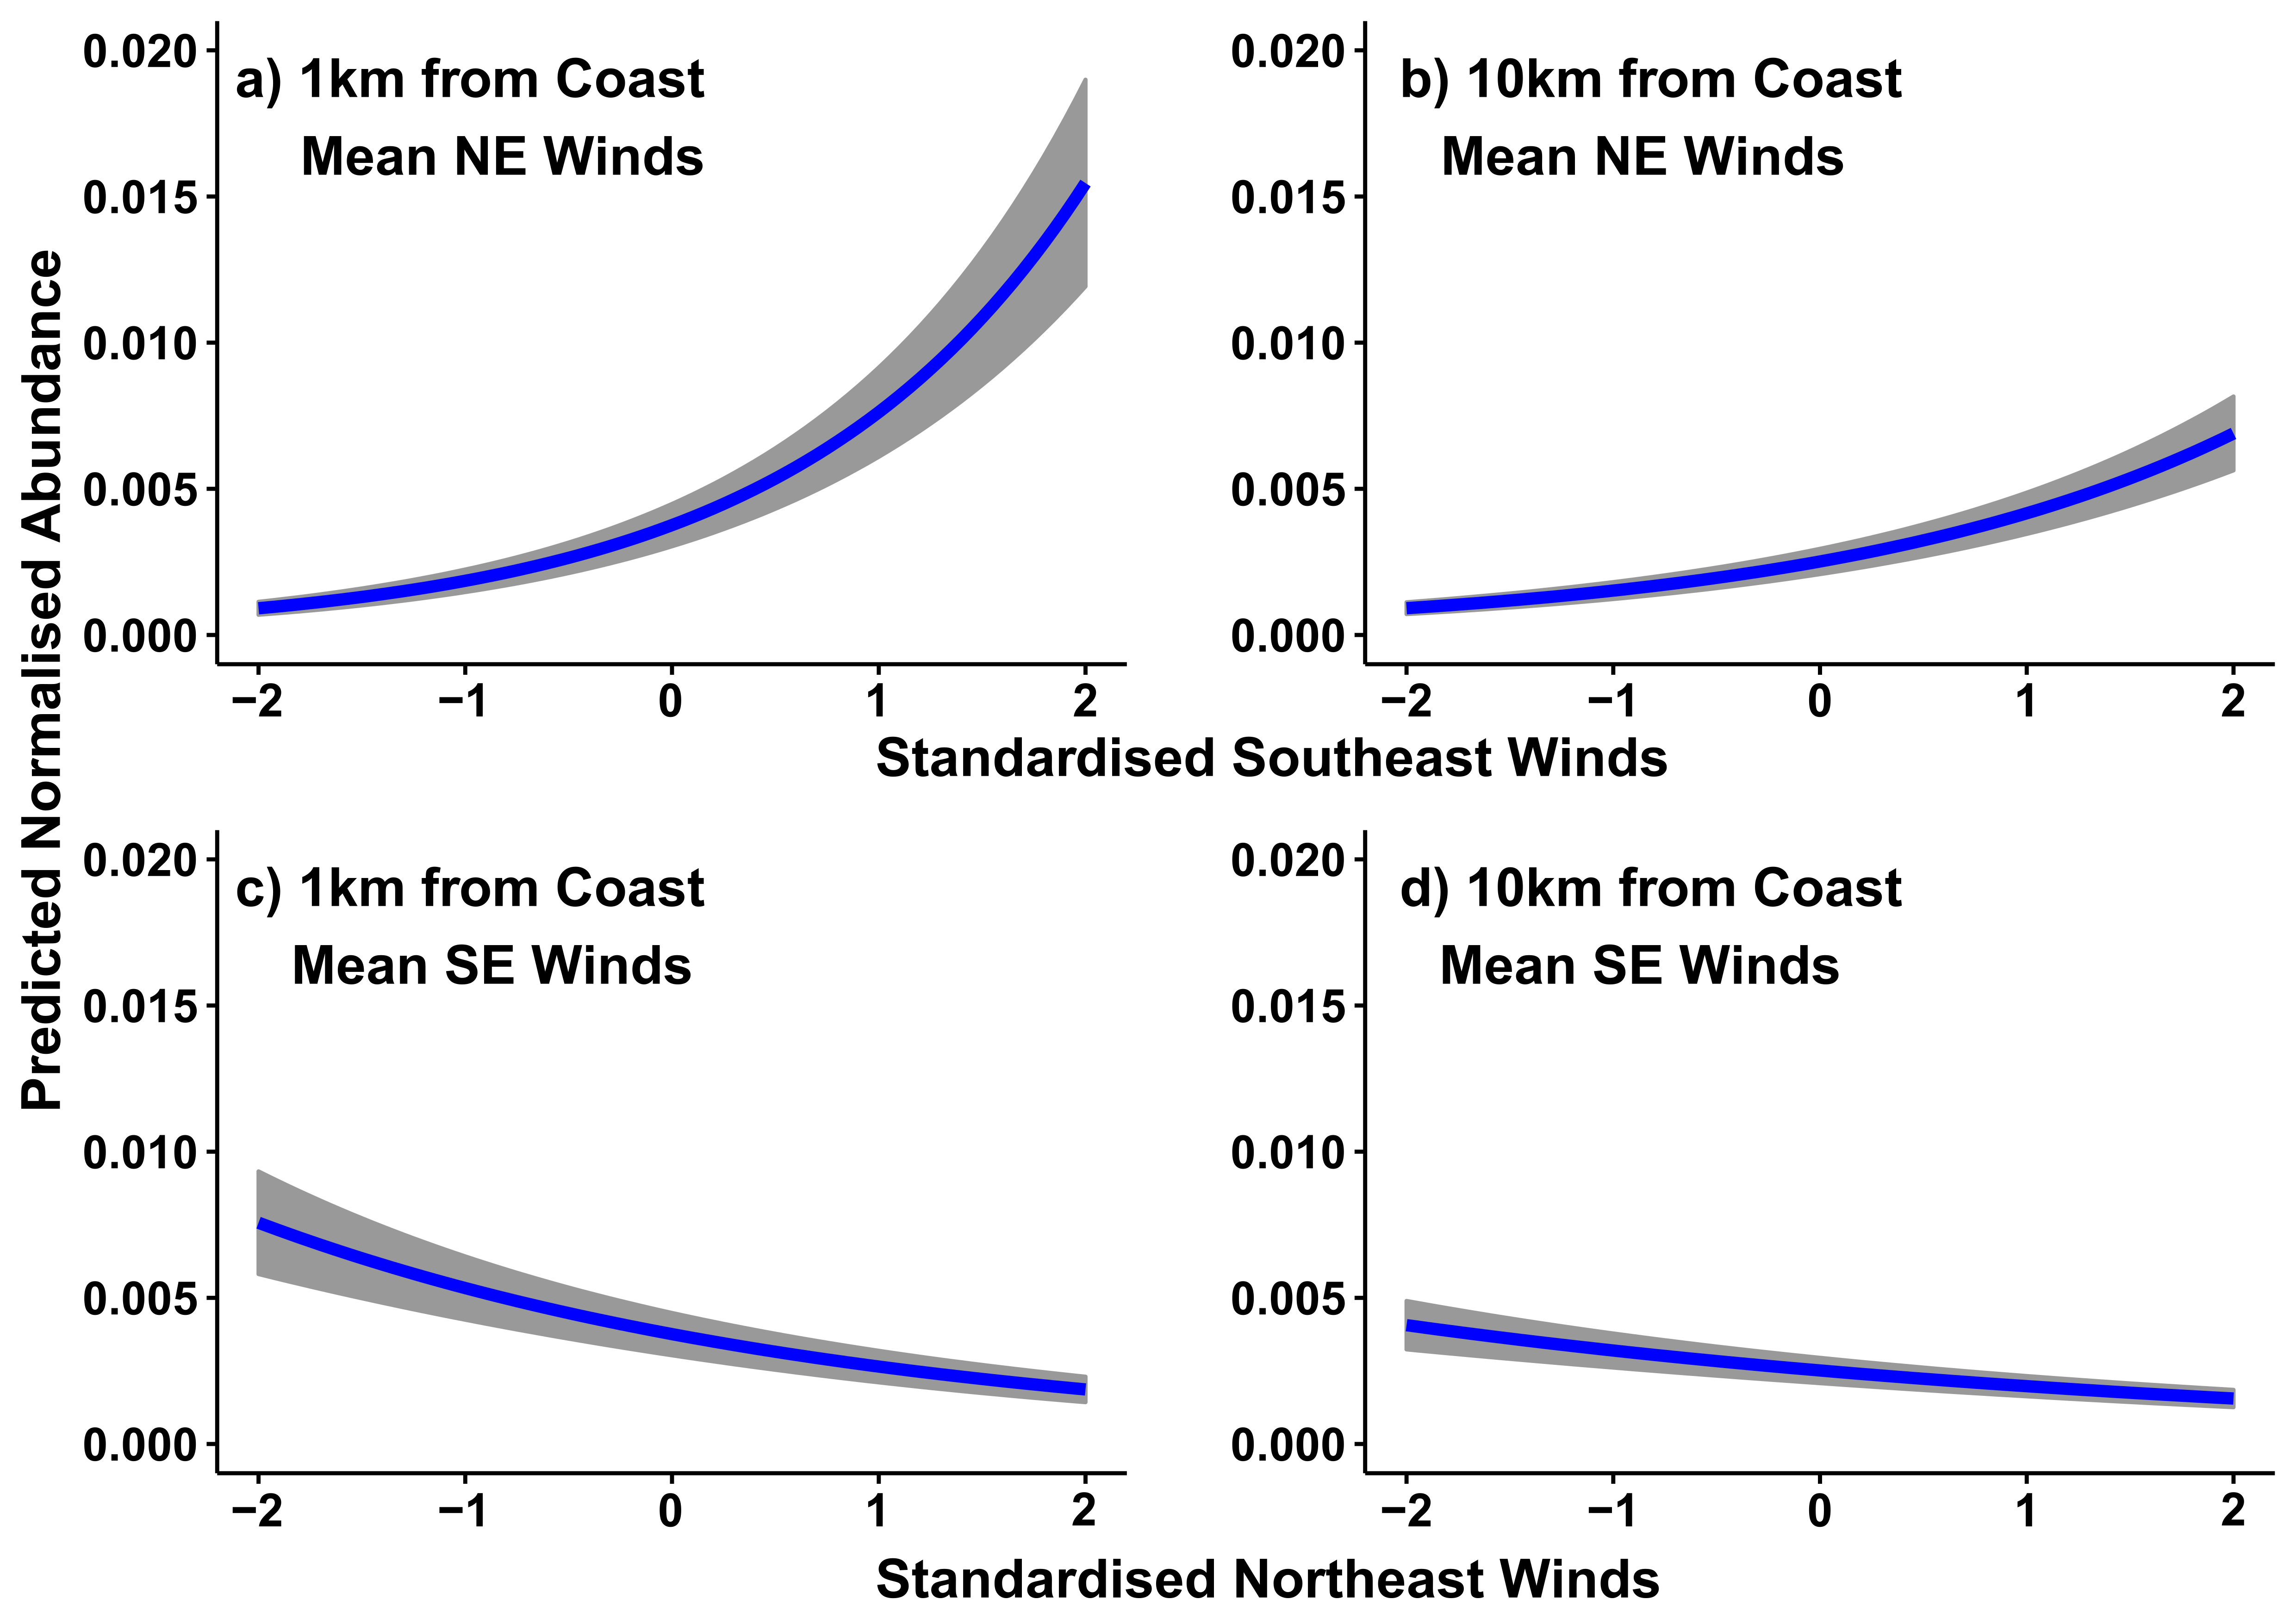 Predicted Normalised Abundance
a) 1km from Coast
Mean NE Winds
0.020
0.015
0.010
0.005
0.000
−2 −1 0 1 2
b) 10km from Coast
Mean NE Winds
0.020
0.015
0.010
0.005
0.000
−2 −1 0 1 2
Standardised Southeast Winds
c) 1km from Coast
Mean SE Winds
0.020
0.015
0.010
0.005
0.000
−2 −1 0 1 2
d) 10km from Coast
Mean SE Winds
0.020
0.015
0.010
0.005
0.000
−2 −1 0 1 2
Standardised Northeast Winds